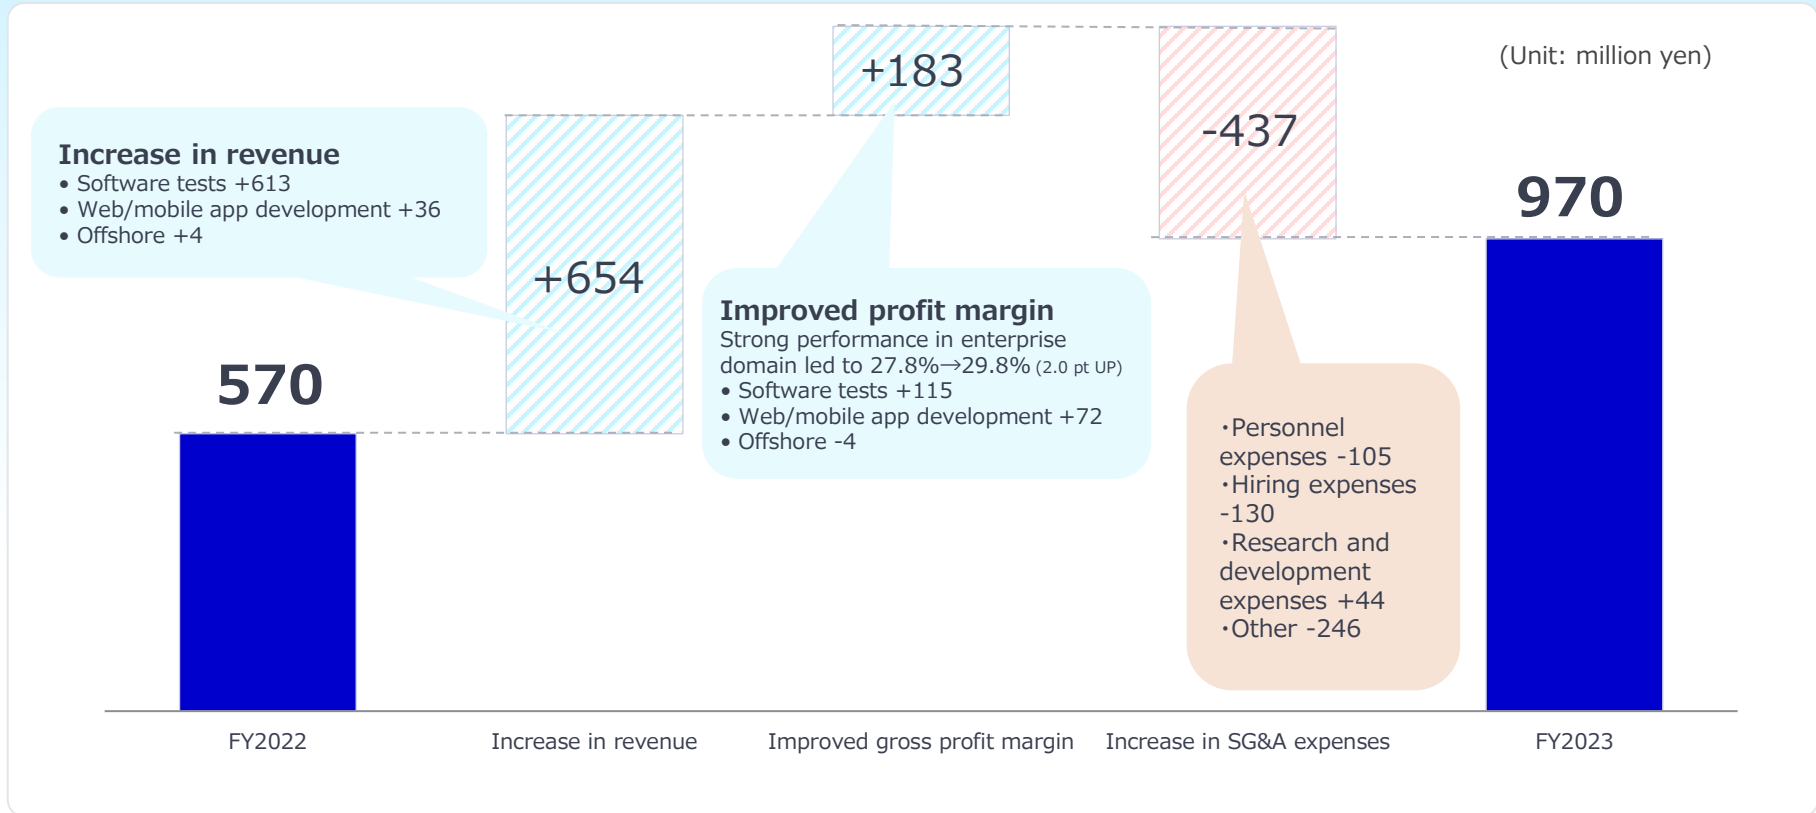 (Unit: million yen)
+183
-437
Increase in revenue
• Software tests +613
• Web/mobile app development +36
• Offshore +4
970
+654
Improved profit margin
Strong performance in enterprise
domain led to 27.8%→29.8% (2.0 pt UP)
• Software tests +115
• Web/mobile app development +72
• Offshore -4
570
・Personnel
expenses -105
・Hiring expenses
-130
・Research and
development
expenses +44
・Other -246
FY2022
Increase in revenue
Improved gross profit margin
Increase in SG&A expenses
FY2023